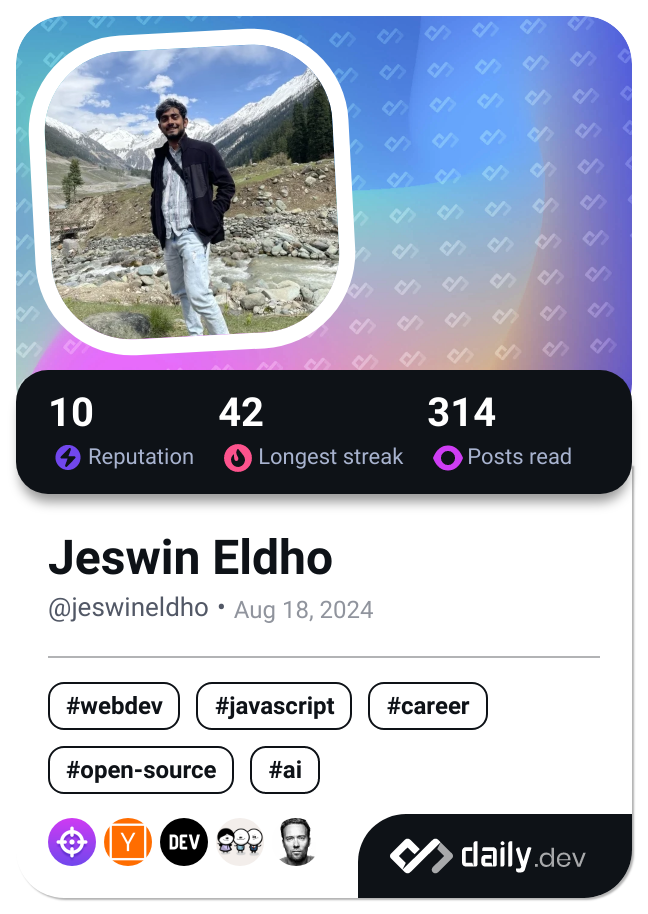 10 42 314
Reputation Longest streak Posts read
Jeswin Eldho
@jeswineldho • Aug 18, 2024
#webdev #javascript #career
#open-source #ai
Y DEV daily.dev